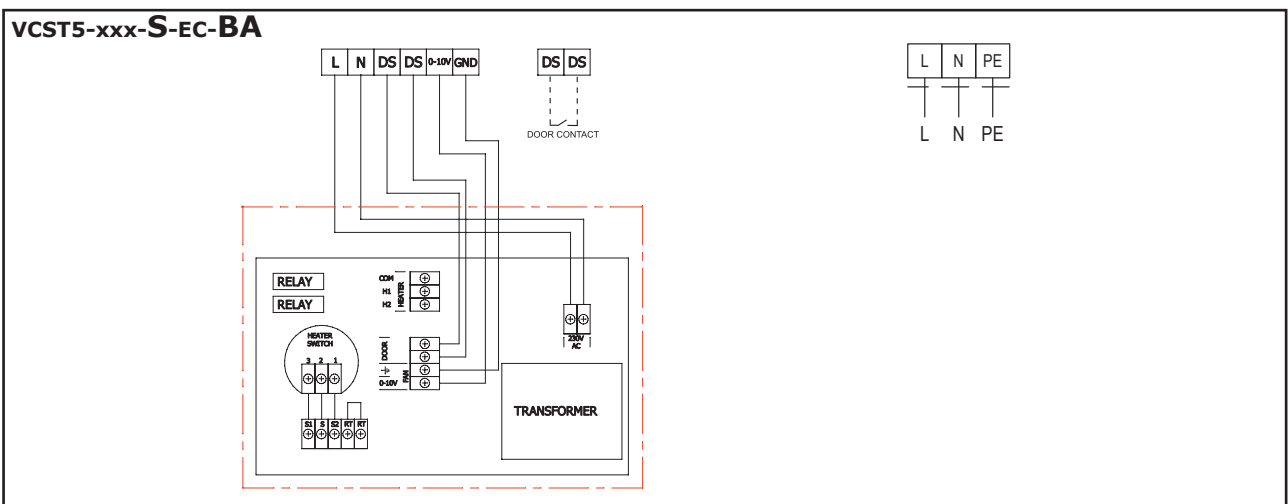 VCST5-xxx-S-EC-BA
L N DS DS 0-10V GND
DS DS
DOOR CONTACT
L N PE
L N PE
RELAY
RELAY
COM
H1
H2
HEATER
HEATER
SWITCH
3 2 1
S1 S S2 RT RT
DOOR
FAN
0-10V
230V
AC
TRANSFORMER